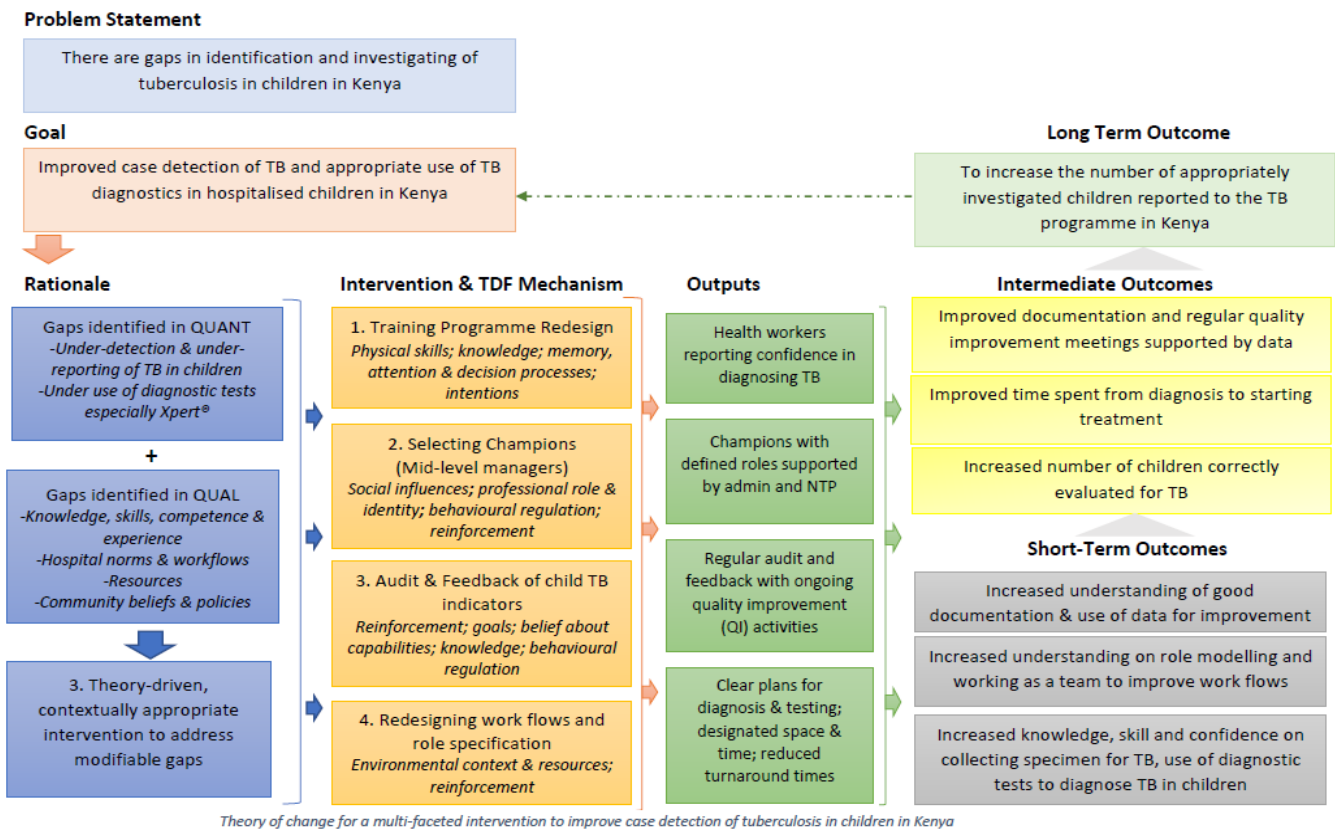 Problem Statement
There are gaps in identification and investigating of
tuberculosis in children in Kenya
Goal
Improved case detection of TB and appropriate use of TB
diagnostics in hospitalised children in Kenya
Long Term Outcome
To increase the number of appropriately
investigated children reported to the TB
programme in Kenya
Rationale
Gaps identified in QUANT
-Under-detection & under-
reporting of TB in children
-Under use of diagnostic tests
especially Xpert®
+
Gaps identified in QUAL
-Knowledge, skills, competence &
experience
-Hospital norms & workflows
-Resources
-Community beliefs & policies
3. Theory-driven,
contextually appropriate
intervention to address
modifiable gaps
Intervention & TDF Mechanism
1. Training Programme Redesign
Physical skills; knowledge; memory,
attention & decision processes;
intentions
2. Selecting Champions
(Mid-level managers)
Social influences; professional role &
identity; behavioural regulation;
reinforcement
3. Audit & Feedback of child TB
indicators
Reinforcement; goals; belief about
capabilities; knowledge; behavioural
regulation
4. Redesigning work flows and
role specification
Environmental context & resources;
reinforcement
Outputs
Health workers
reporting confidence in
diagnosing TB
Champions with
defined roles supported
by admin and NTP
Regular audit and
feedback with ongoing
quality improvement
(QI) activities
Clear plans for
diagnosis & testing;
designated space &
time; reduced
turnaround times
Intermediate Outcomes
Improved documentation and regular quality
improvement meetings supported by data
Improved time spent from diagnosis to starting
treatment
Increased number of children correctly
evaluated for TB
Short-Term Outcomes
Increased understanding of good
documentation & use of data for improvement
Increased understanding on role modelling and
working as a team to improve work flows
Increased knowledge, skill and confidence on
collecting specimen for TB, use of diagnostic
tests to diagnose TB in children
Theory of change for a multi-faceted intervention to improve case detection of tuberculosis in children in Kenya